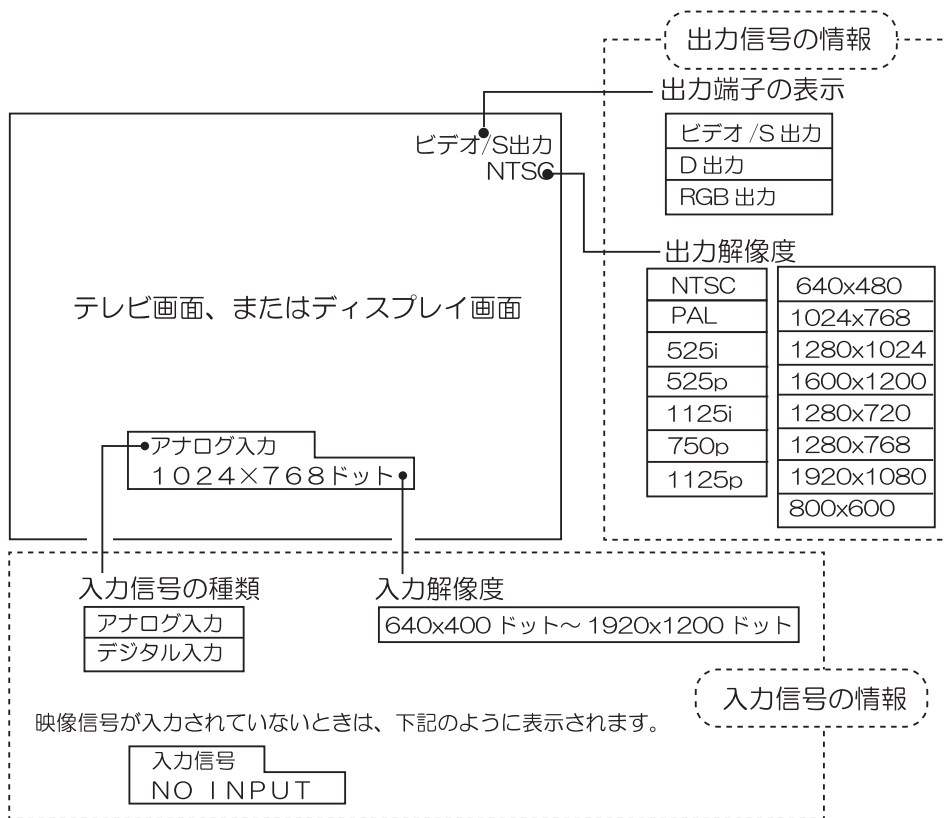 出力信号の情報
出力端子の表示
ビデオ/S 出力
D 出力
RGB 出力
ビデオ/S出力
NTSC
出力解像度
NTSC
PAL
525i
525p
1125i
750p
1125p
640x480
1024x768
1280x1024
1600x1200
1280x720
1280x768
1920x1080
800x600
テレビ画面、またはディスプレイ画面
アナログ入力
1024×768ドット
入力信号の種類
アナログ入力
デジタル入力
入力解像度
640x400 ドット～ 1920x1200 ドット
入力信号の情報
映像信号が入力されていないときは、下記のように表示されます。
入力信号
NO INPUT